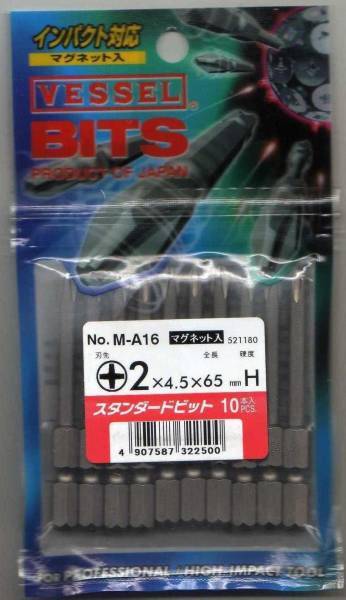 インパクト対応
マグネット入
VESSEL®
BITS
PRODUCT OF JAPAN
No. M-A16 マグネット入 521180
刃先 全長 硬度
2×4.5×65 mm H
スタンダードビット 10本入 PCS.
4 907587 322500
FOR PROFESSIONAL HIGH IMPACT TOOL